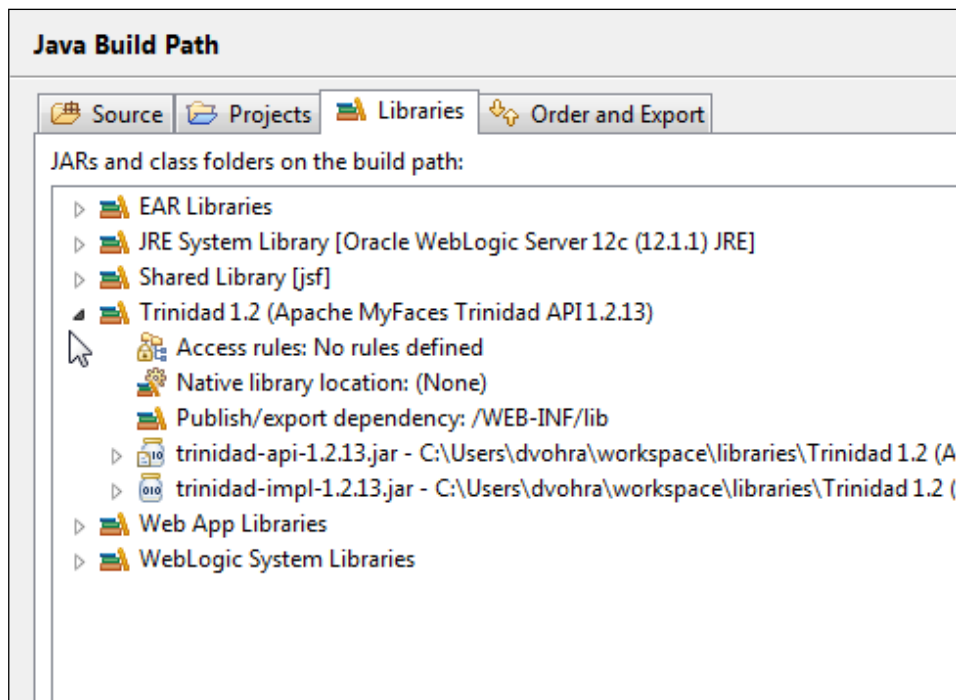 Java Build Path
Source Projects Libraries Order and Export
JARs and class folders on the build path:
EAR Libraries
JRE System Library [Oracle WebLogic Server 12c (12.1.1) JRE]
Shared Library [jsf]
Trinidad 1.2 (Apache MyFaces Trinidad API 1.2.13)
Access rules: No rules defined
Native library location: (None)
Publish/export dependency: /WEB-INF/lib
trinidad-api-1.2.13.jar - C:\Users\dvohra\workspace\libraries\Trinidad 1.2 (A
trinidad-impl-1.2.13.jar - C:\Users\dvohra\workspace\libraries\Trinidad 1.2 (
Web App Libraries
WebLogic System Libraries